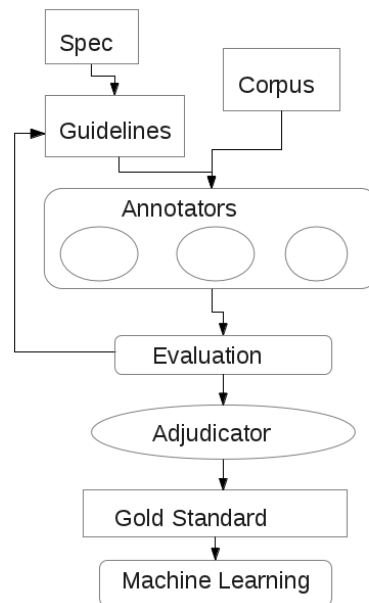 Spec
Corpus
Guidelines
Annotators
Evaluation
Adjudicator
Gold Standard
Machine Learning